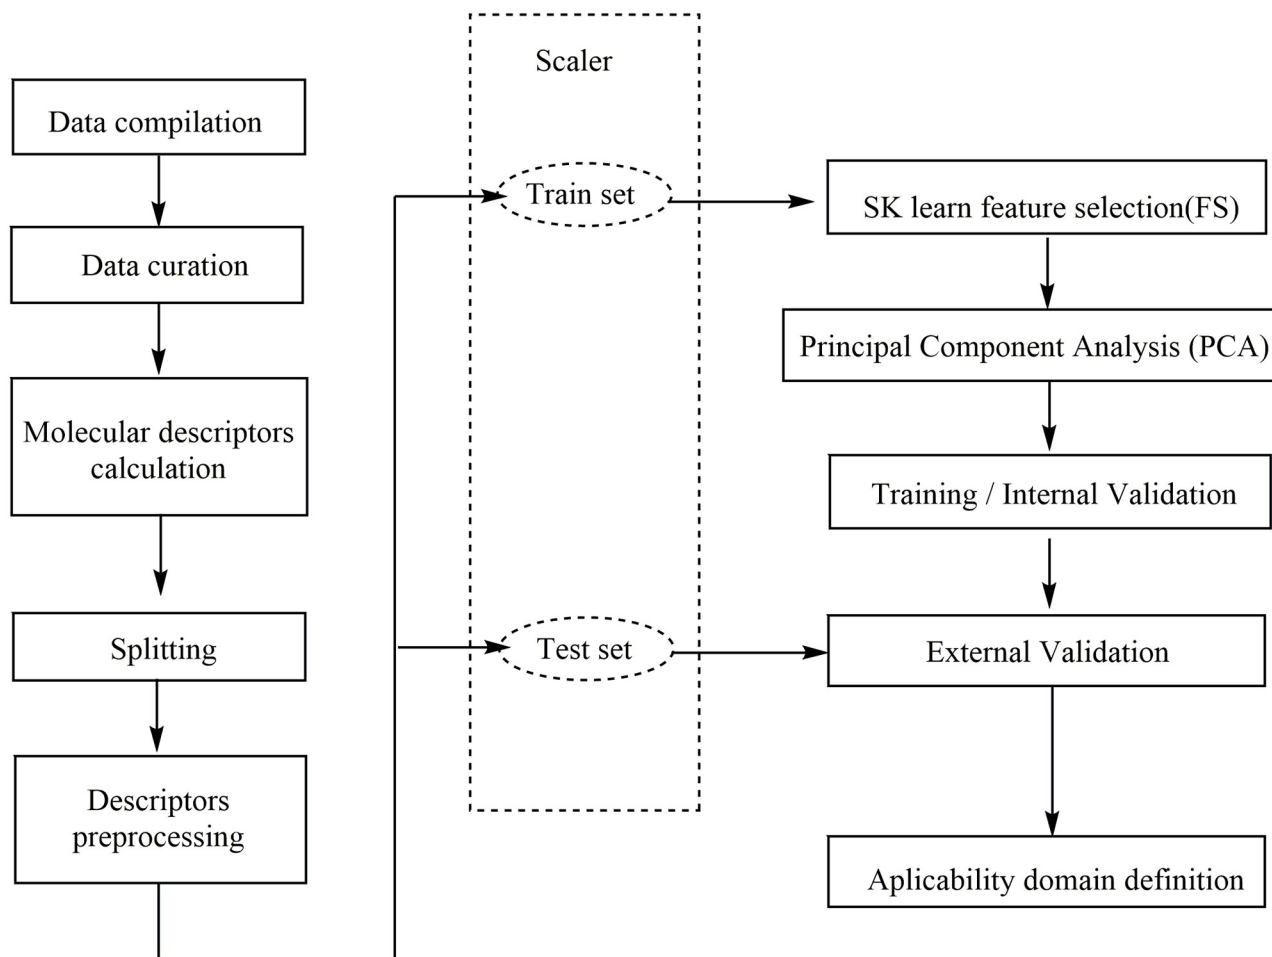 Data compilation
Data curation
Molecular descriptors
calculation
Splitting
Descriptors
preprocessing
Scaler
Train set
Test set
SK learn feature selection(FS)
Principal Component Analysis (PCA)
Training / Internal Validation
External Validation
Aplicability domain definition